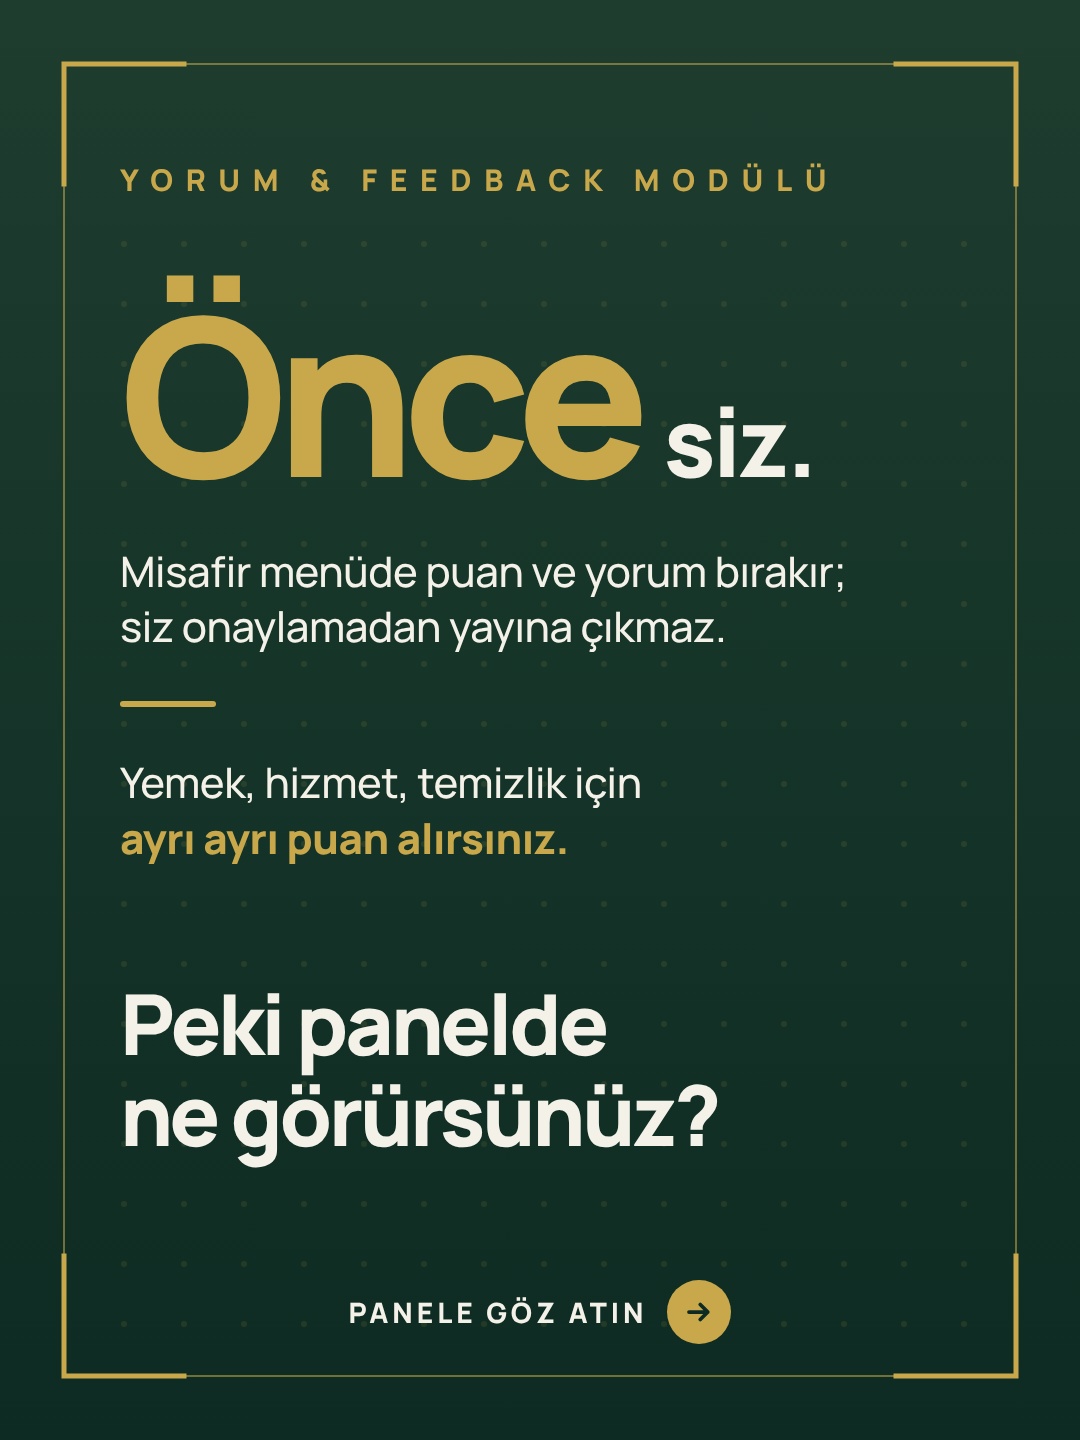 YORUM & FEEDBACK MODÜLÜ
Önce siz.
Misafir menüde puan ve yorum bırakır;
siz onaylamadan yayına çıkmaz.
Yemek, hizmet, temizlik için
ayrı ayrı puan alırsınız.
Peki panelde
ne görürsünüz?
PANELE GÖZ ATIN